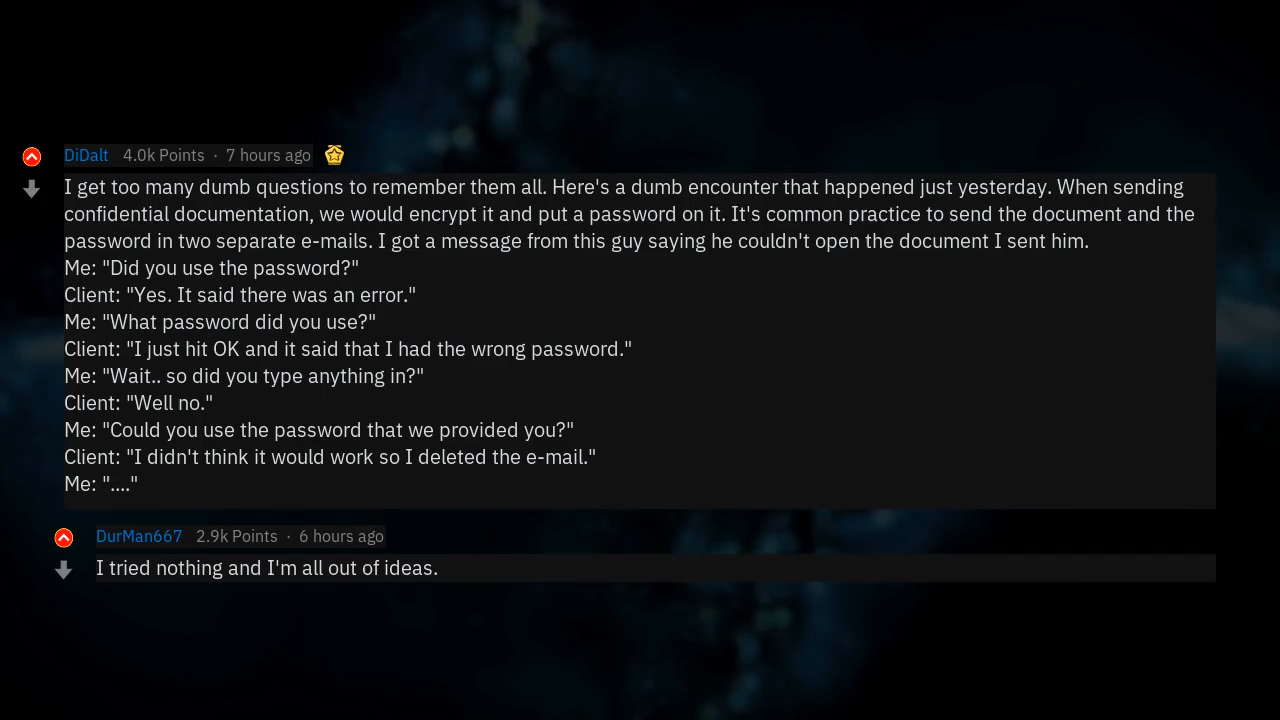 DiDalt 4.0k Points · 7 hours ago
I get too many dumb questions to remember them all. Here's a dumb encounter that happened just yesterday. When sending
confidential documentation, we would encrypt it and put a password on it. It's common practice to send the document and the
password in two separate e-mails. I got a message from this guy saying he couldn't open the document I sent him.
Me: "Did you use the password?"
Client: "Yes. It said there was an error."
Me: "What password did you use?"
Client: "I just hit OK and it said that I had the wrong password."
Me: "Wait.. so did you type anything in?"
Client: "Well no."
Me: "Could you use the password that we provided you?"
Client: "I didn't think it would work so I deleted the e-mail."
Me: "...."
DurMan667 2.9k Points · 6 hours ago
I tried nothing and I'm all out of ideas.